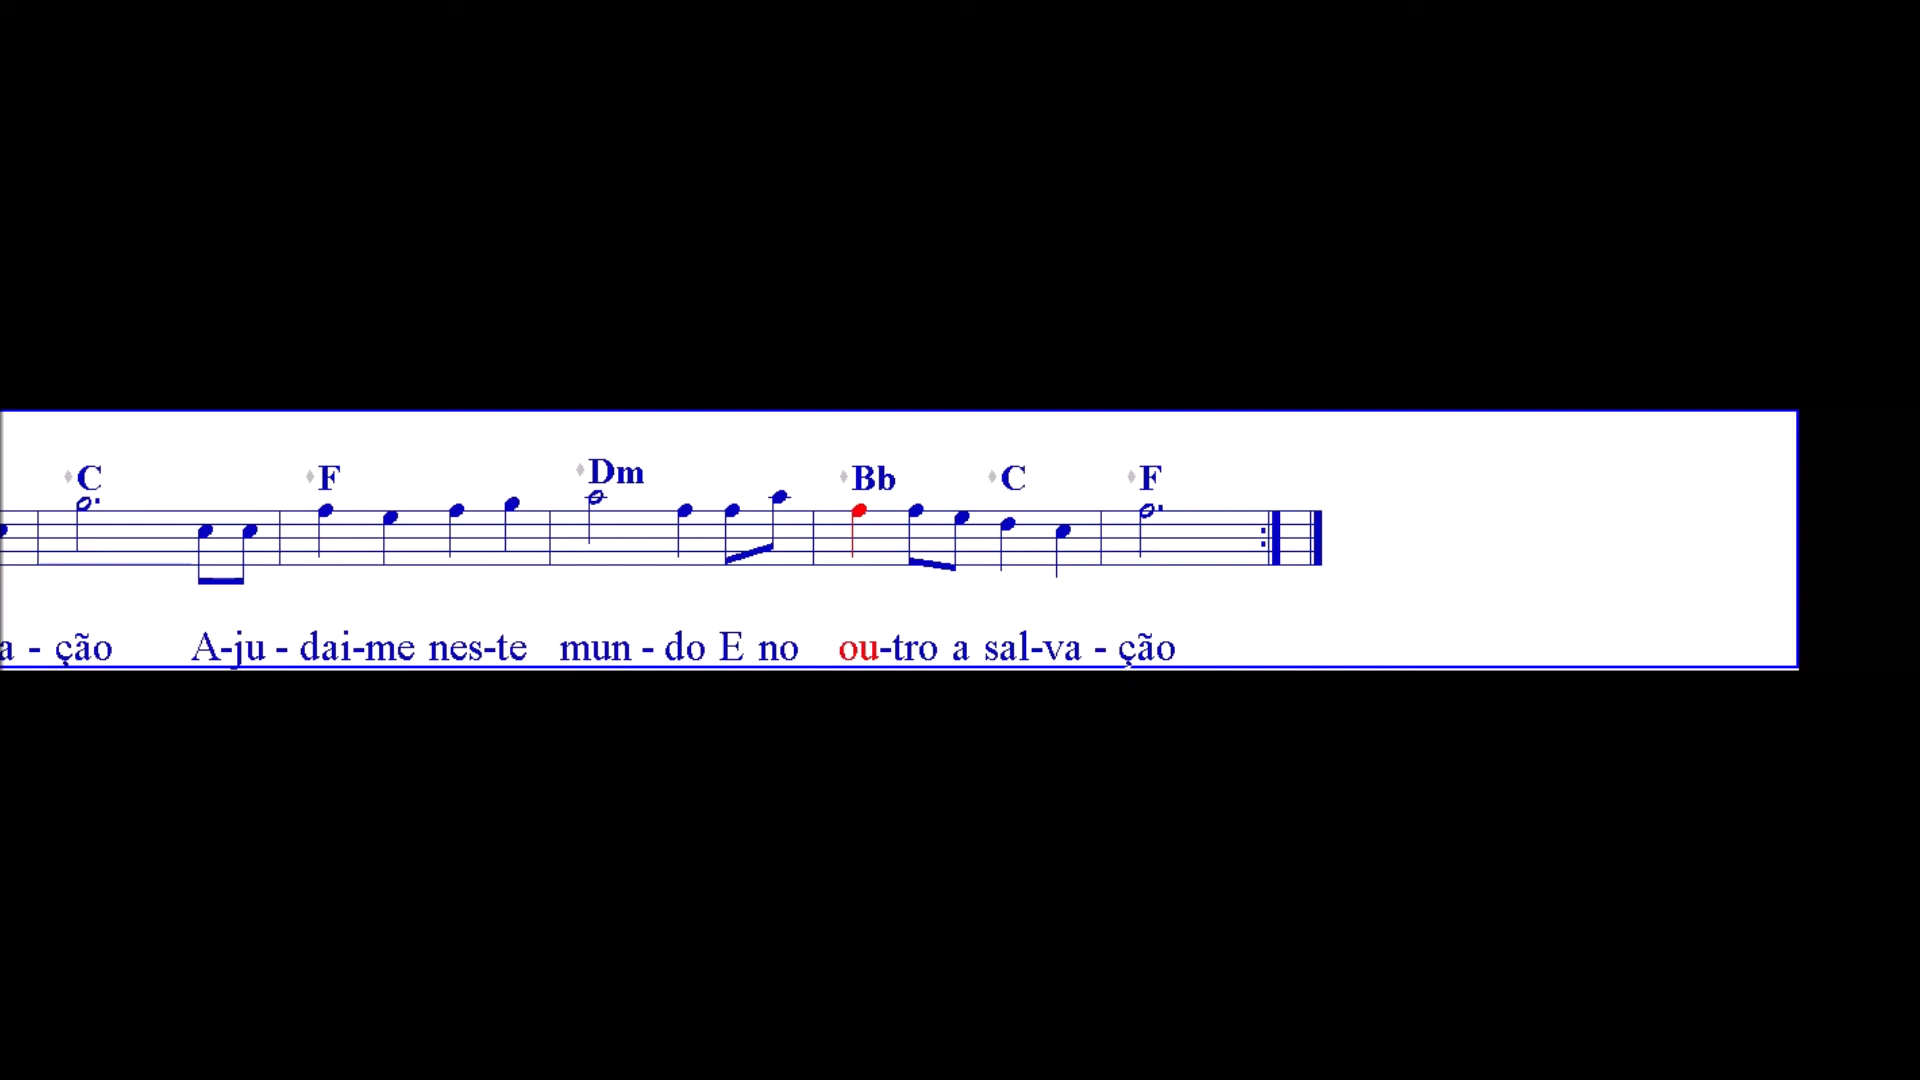 C F Dm Bb C F
a - ção A-ju - dai-me nes-te mun - do E no ou-tro a sal-va - ção